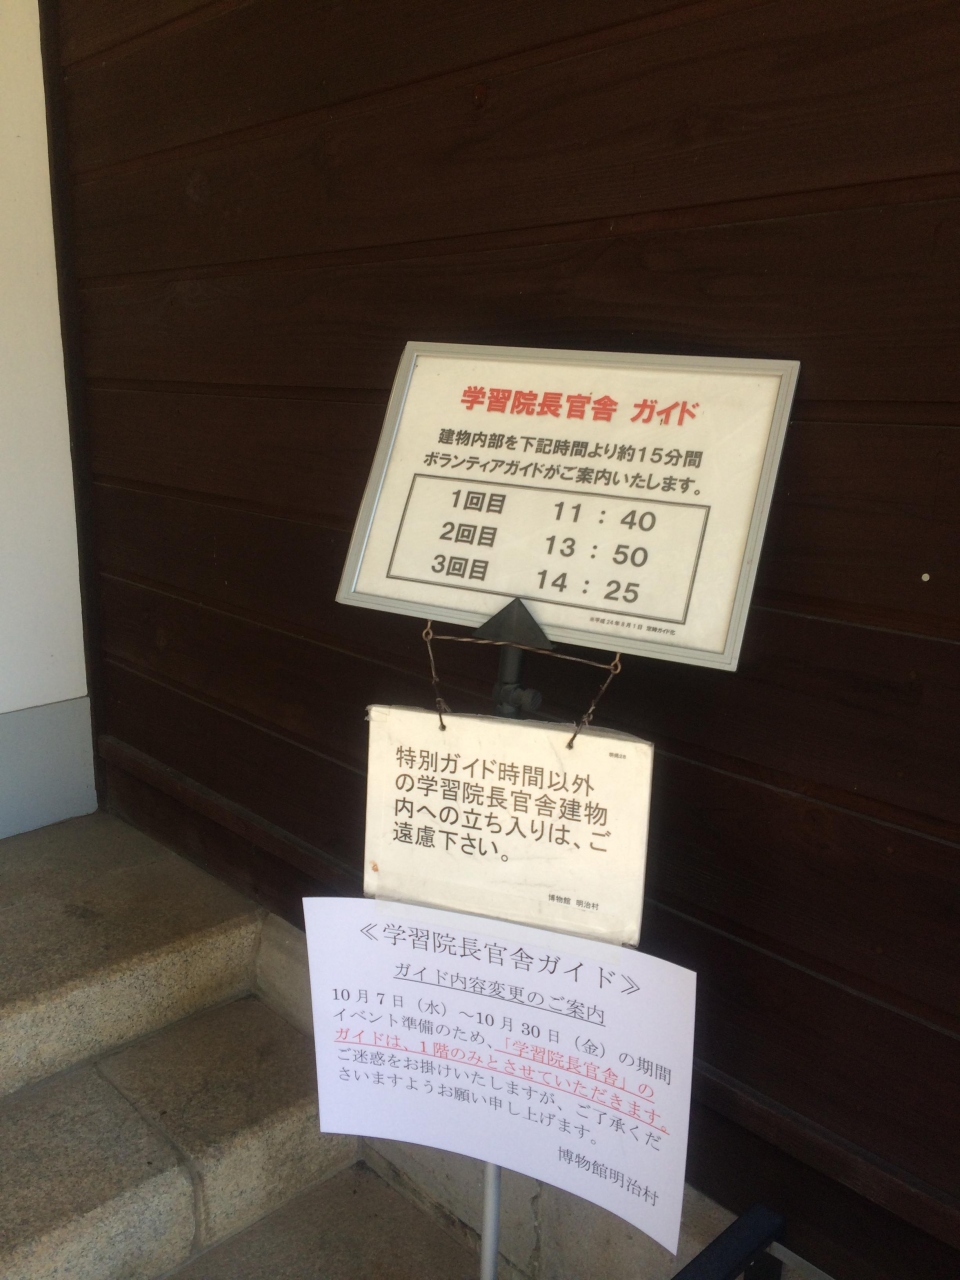 学習院長官舎 ガイド
建物内部を下記時間より約15分間
ボランティアガイドがご案内いたします。
1回目 11:40
2回目 13:50
3回目 14:25
特別ガイド時間以外
の学習院長官舎建物
内への立ち入りは、ご
遠慮下さい。
博物館 明治村
≪学習院長官舎ガイド≫
ガイド内容変更のご案内
10月7日(水)~10月30日(金)の期間
イベント準備のため、「学習院長官舎」の
ガイドは、1階のみとさせていただきます。
ご迷惑をお掛けいたしますが、ご了承くだ
さいますようお願い申し上げます。
博物館明治村